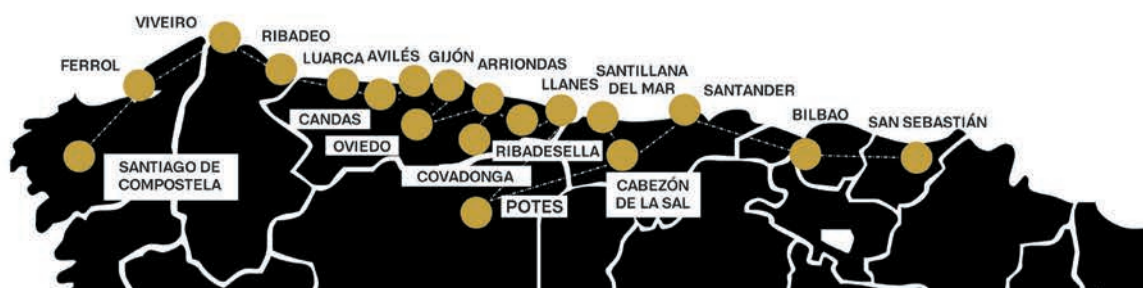 VIVEIRO
RIBADEO
FERROL
LUARCA
AVILÉS
GIJÓN
ARRIONDAS
LLANES
SANTILLANA
DEL MAR
SANTANDER
BILBAO
SAN SEBASTIÁN
CANDAS
OVIEDO
RIBADESELLA
COVADONGA
SANTIAGO DE
COMPOSTELA
POTES
CABEZÓN
DE LA SAL